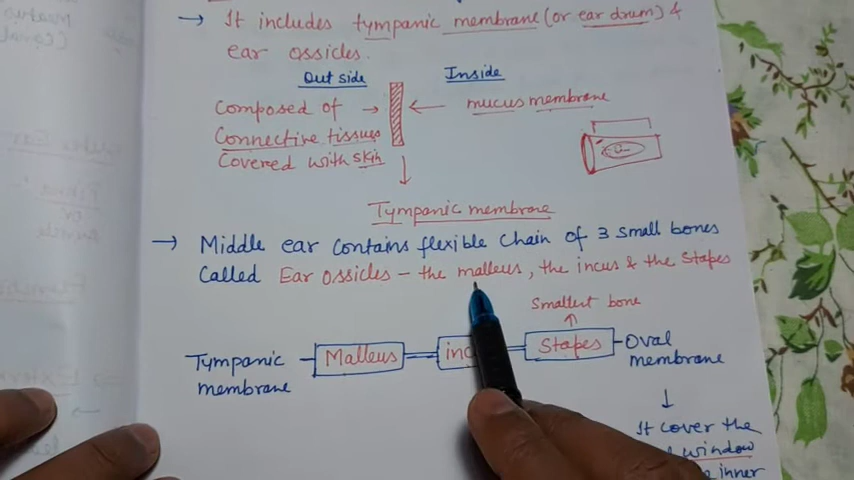 → It includes tympanic membrane (or ear drum) &
ear ossicles.
Out side
Inside
Composed of →
← mucus membrane
Connective tissues
Covered with skin
Tympanic membrane
→ Middle ear contains flexible Chain of 3 small bones
Called Ear ossicles – the malleus, the incus & the Stapes
Smallest bone
Tympanic membrane
Malleus
inc
Stapes
Oval membrane
It cover the
window
inner